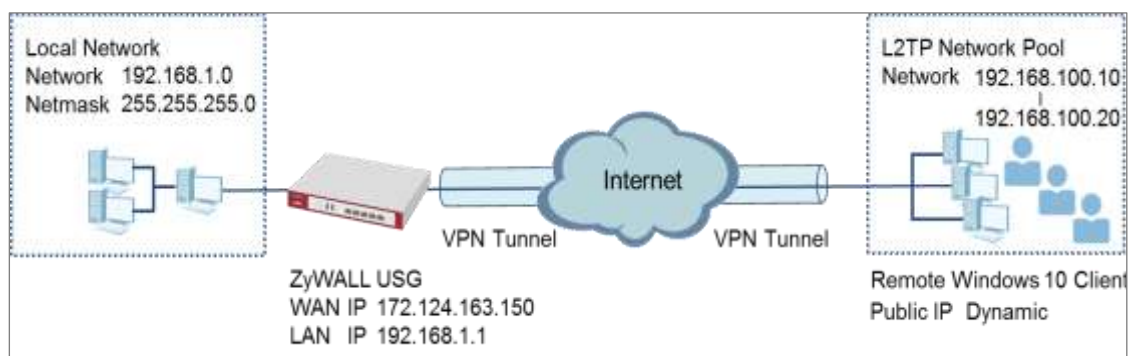 Local Network
Network 192.168.1.0
Netmask 255.255.255.0
L2TP Network Pool
Network 192.168.100.10
|
192.168.100.20
Internet
VPN Tunnel
VPN Tunnel
ZyWALL USG
WAN IP 172.124.163.150
LAN IP 192.168.1.1
Remote Windows 10 Client
Public IP Dynamic